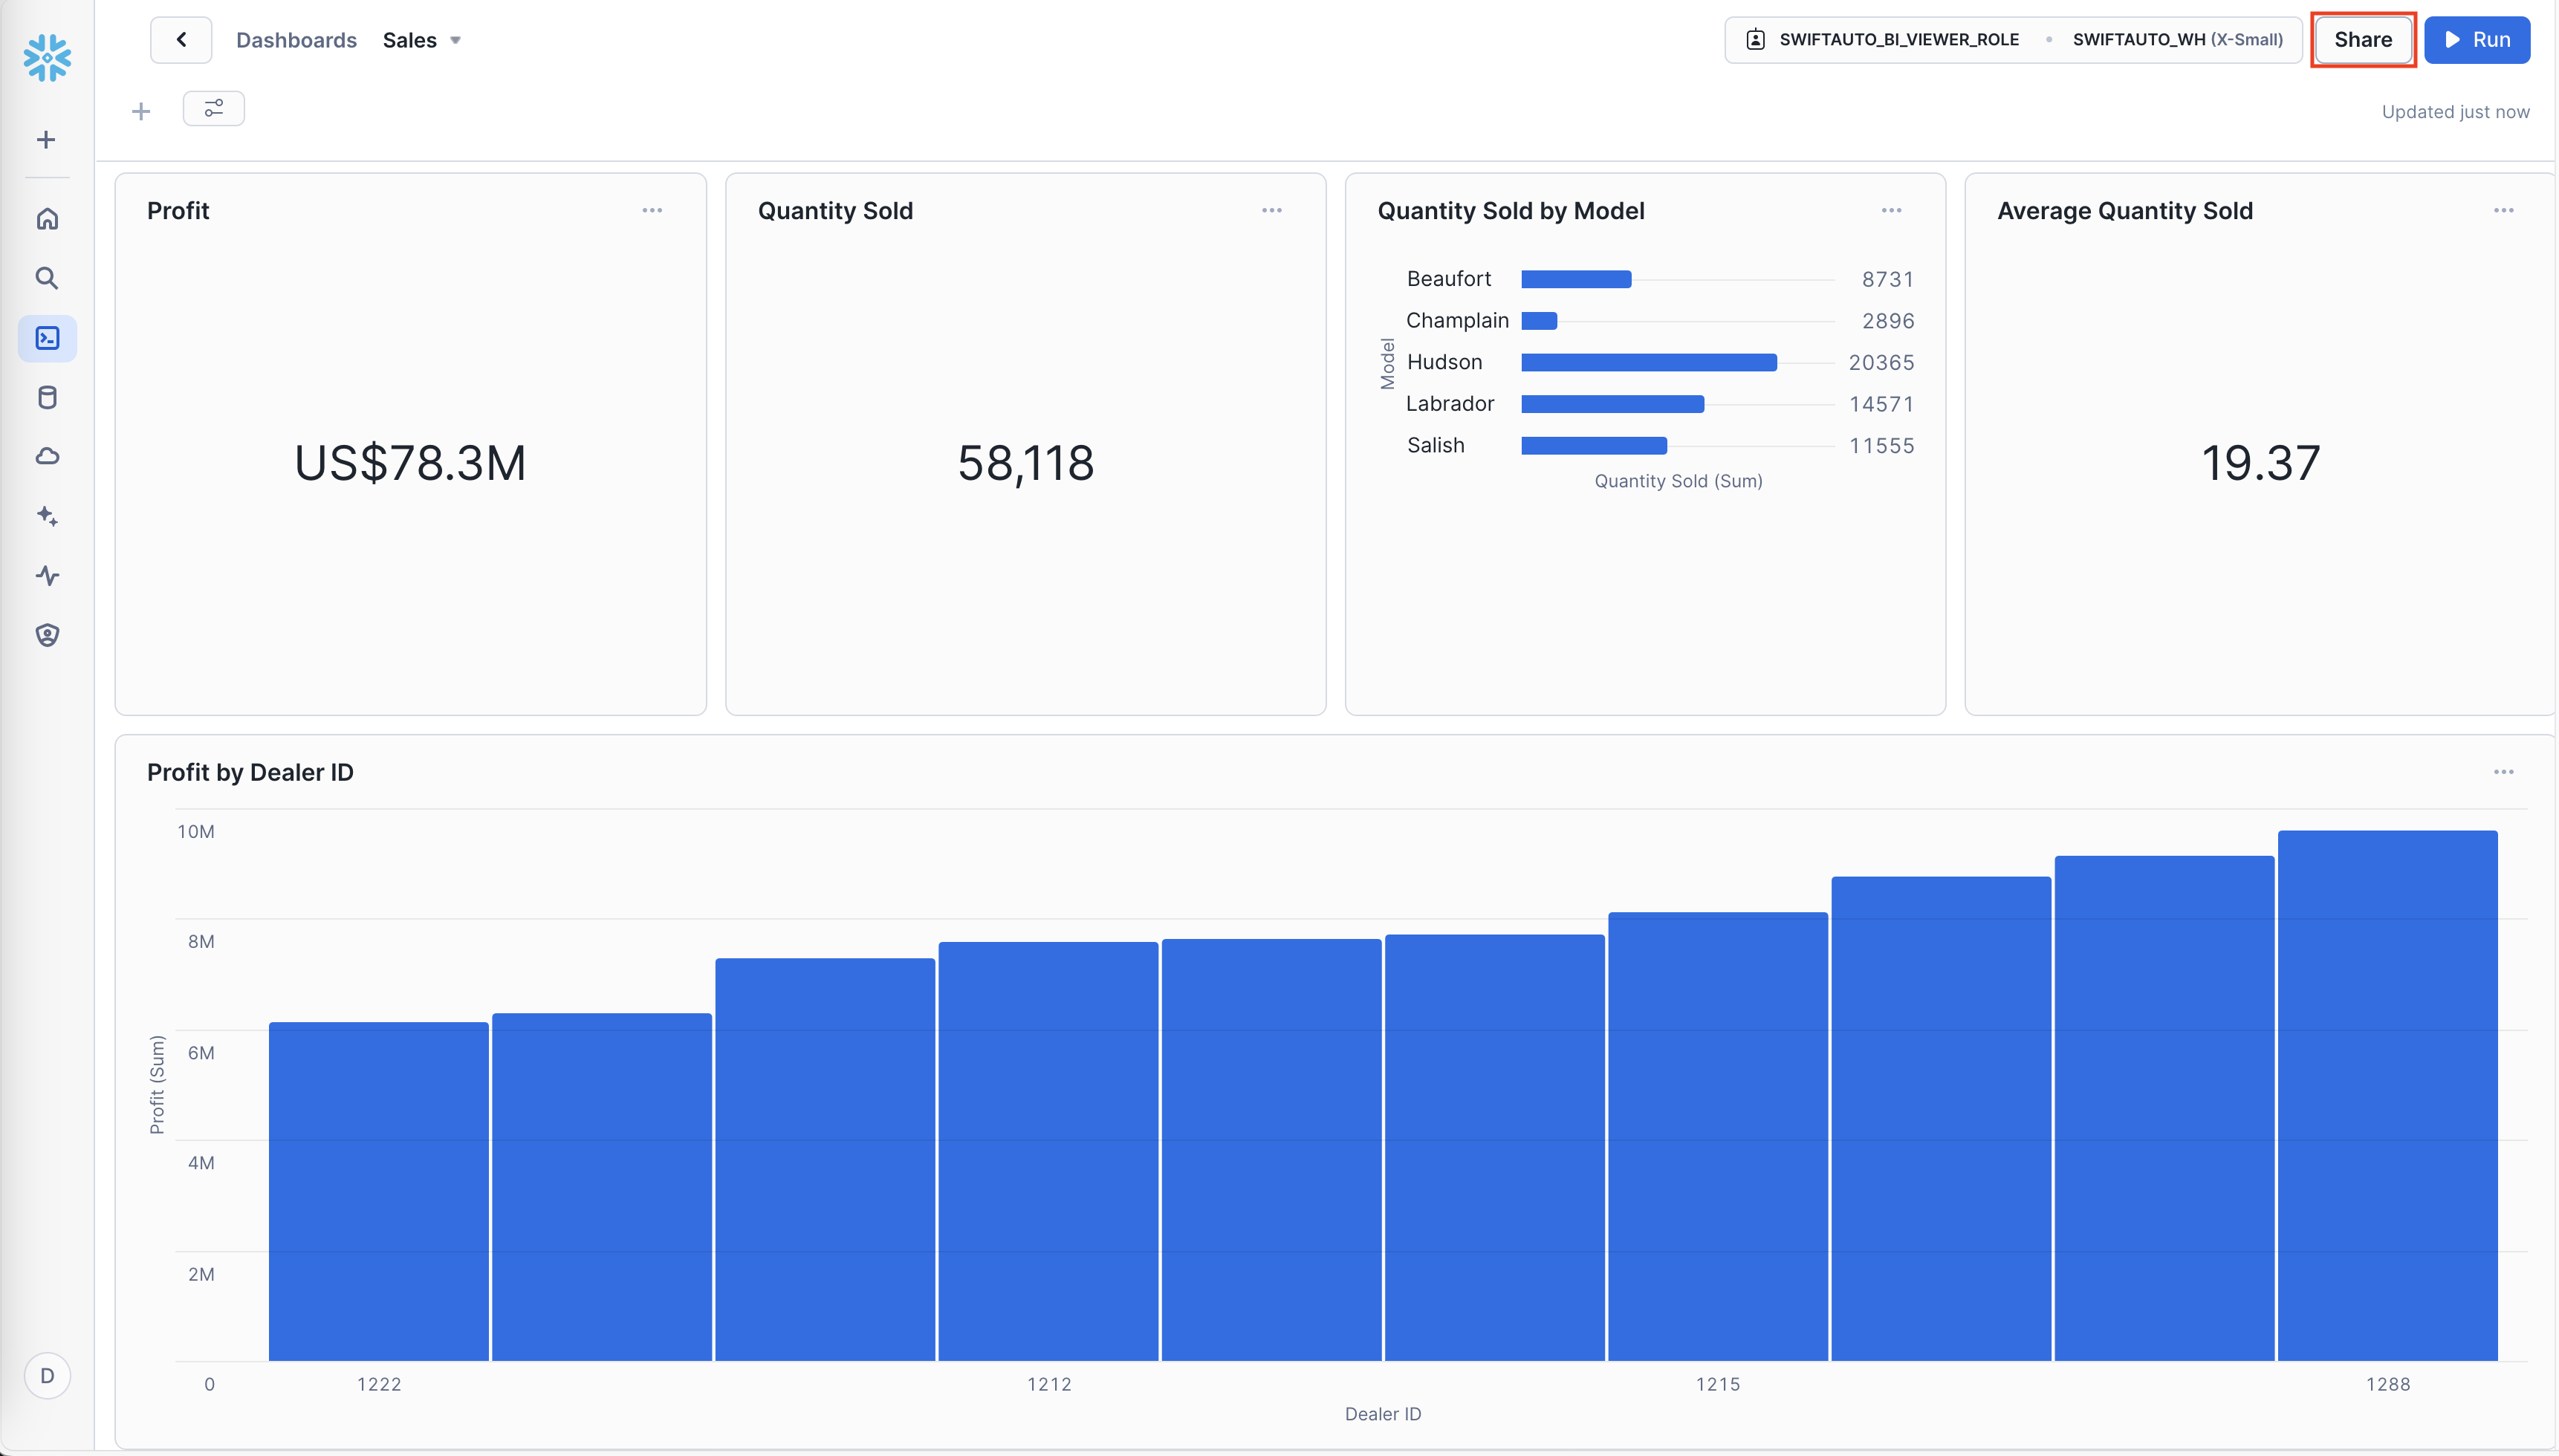 Dashboards Sales
SWIFTAUTO_BI_VIEWER_ROLE • SWIFTAUTO_WH (X-Small) Share Run
Updated just now
Profit
US$78.3M
Quantity Sold
58,118
Quantity Sold by Model
Model
Beaufort 8731
Champlain 2896
Hudson 20365
Labrador 14571
Salish 11555
Quantity Sold (Sum)
Average Quantity Sold
19.37
Profit by Dealer ID
Profit (Sum)
10M
8M
6M
4M
2M
0
1222 1212 1215 1288
Dealer ID
D